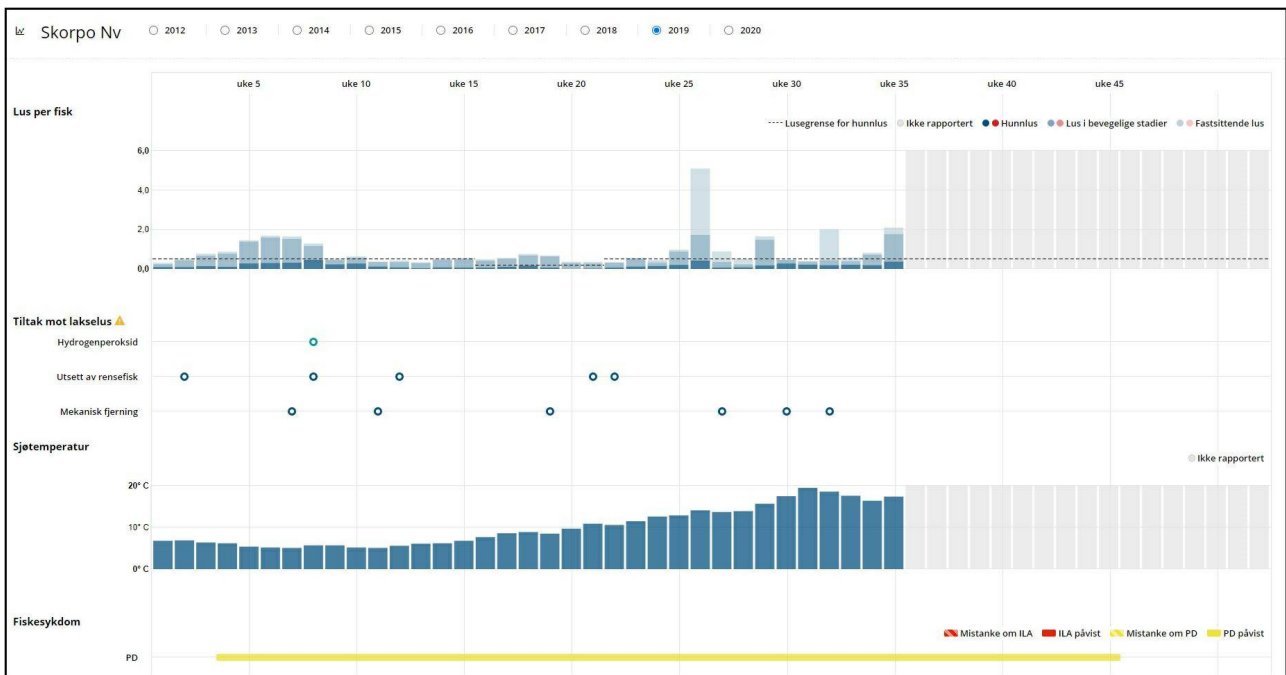 Skorpo Nv 2012 2013 2014 2015 2016 2017 2018 2019 2020
uke 5 uke 10 uke 15 uke 20 uke 25 uke 30 uke 35 uke 40 uke 45
Lus per fisk
---- Lusegrense for hunnlus Ikke rapportert Hunnlus Lus i bevegelige stadier Fastsittende lus
6,0
4,0
2,0
0,0
Tiltak mot lakselus
Hydrogenperoksid
Utsett av rensefisk
Mekanisk fjerning
Sjøtemperatur
Ikke rapportert
20° C
10° C
0° C
Fiskesykdom
Mistanke om ILA ILA påvist Mistanke om PD PD påvist
PD